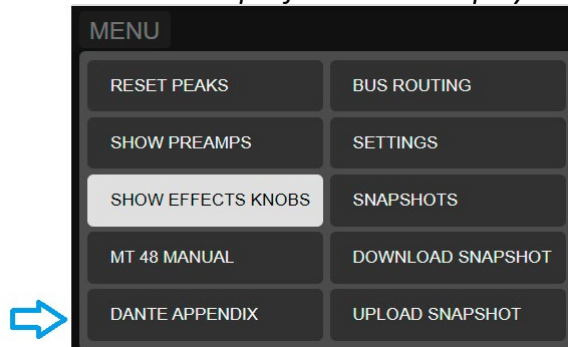 MENU
RESET PEAKS
BUS ROUTING
SHOW PREAMPS
SETTINGS
SHOW EFFECTS KNOBS
SNAPSHOTS
MT 48 MANUAL
DOWNLOAD SNAPSHOT
DANTE APPENDIX
UPLOAD SNAPSHOT